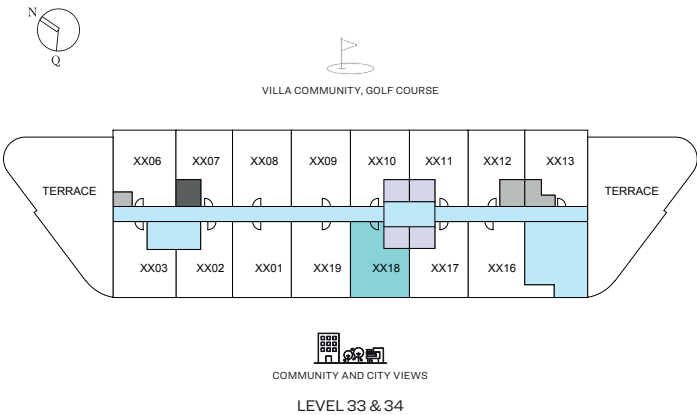 N
Q
VILLA COMMUNITY, GOLF COURSE
XX06 XX07 XX08 XX09 XX10 XX11 XX12 XX13
TERRACE TERRACE
XX03 XX02 XX01 XX19 XX18 XX17 XX16
COMMUNITY AND CITY VIEWS
LEVEL 33 & 34